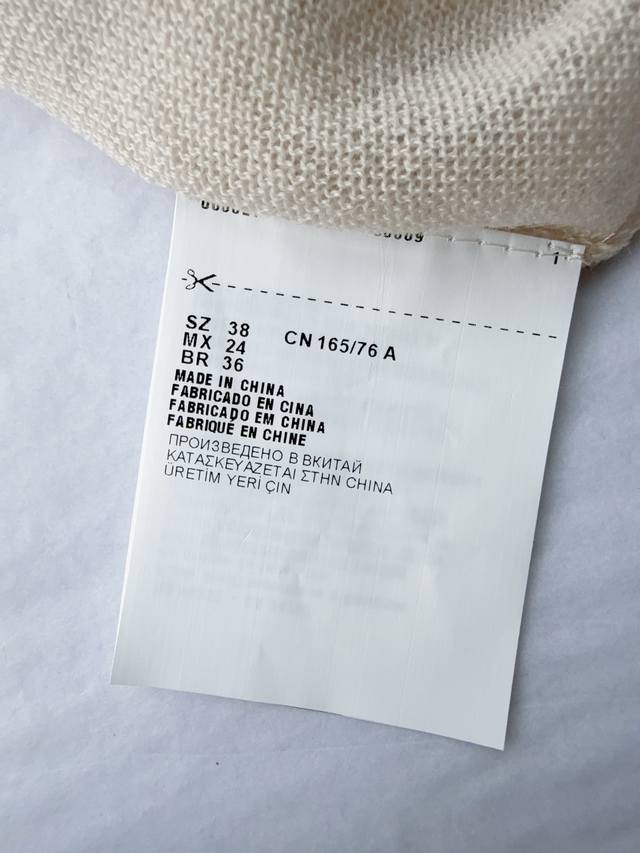 SZ 38
MX 24
BR 36
CN 165/76 A
MADE IN CHINA
FABRICADO EN CINA
FABRICADO EM CHINA
FABRIQUÉ EN CHINE
ПРОИЗВЕДЕНО В ВКИТАЙ
ΚΑΤΑΣΚΕΥAZETAI ΣΤΗΝ CHINA
ÜRETİM YERİ ÇIN